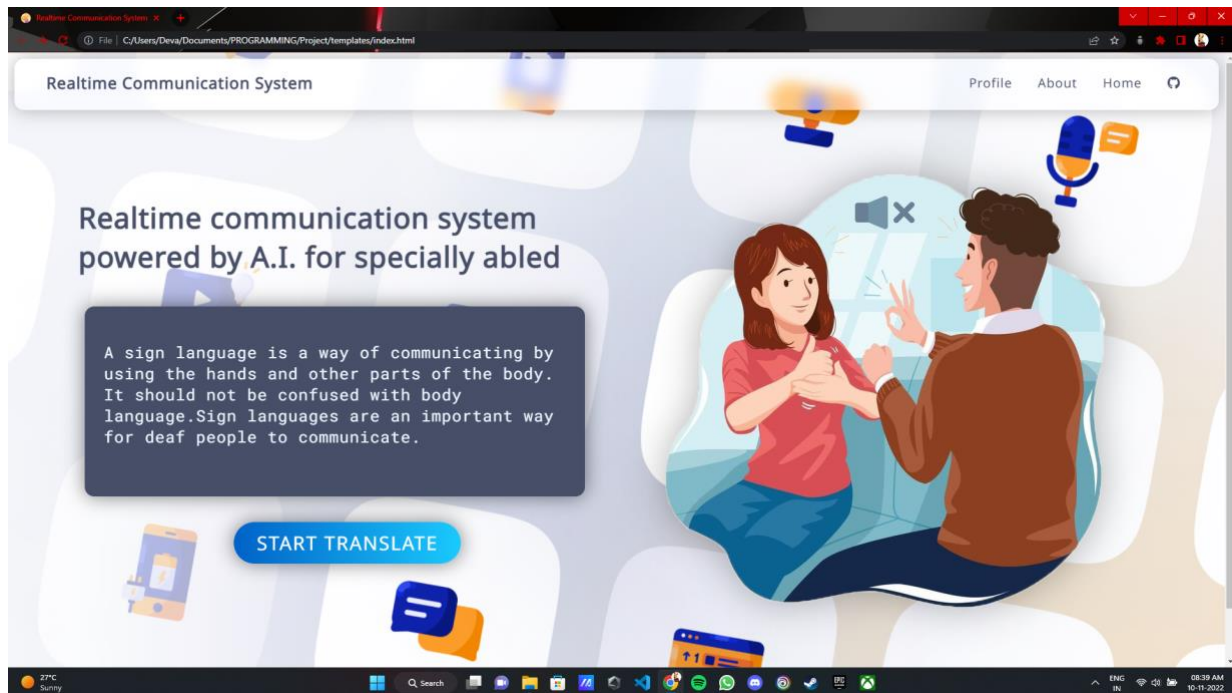 Realtime Communication System
File
C:/Users/Deva/Documents/PROGRAMMING/Project/templates/index.html
Realtime Communication System
Profile
About
Home
Realtime communication system
powered by A.I. for specially abled
A sign language is a way of communicating by
using the hands and other parts of the body.
It should not be confused with body
language.Sign languages are an important way
for deaf people to communicate.
START TRANSLATE
27°C
Sunny
Search
ENG
IN
08:39 AM
10-11-2022